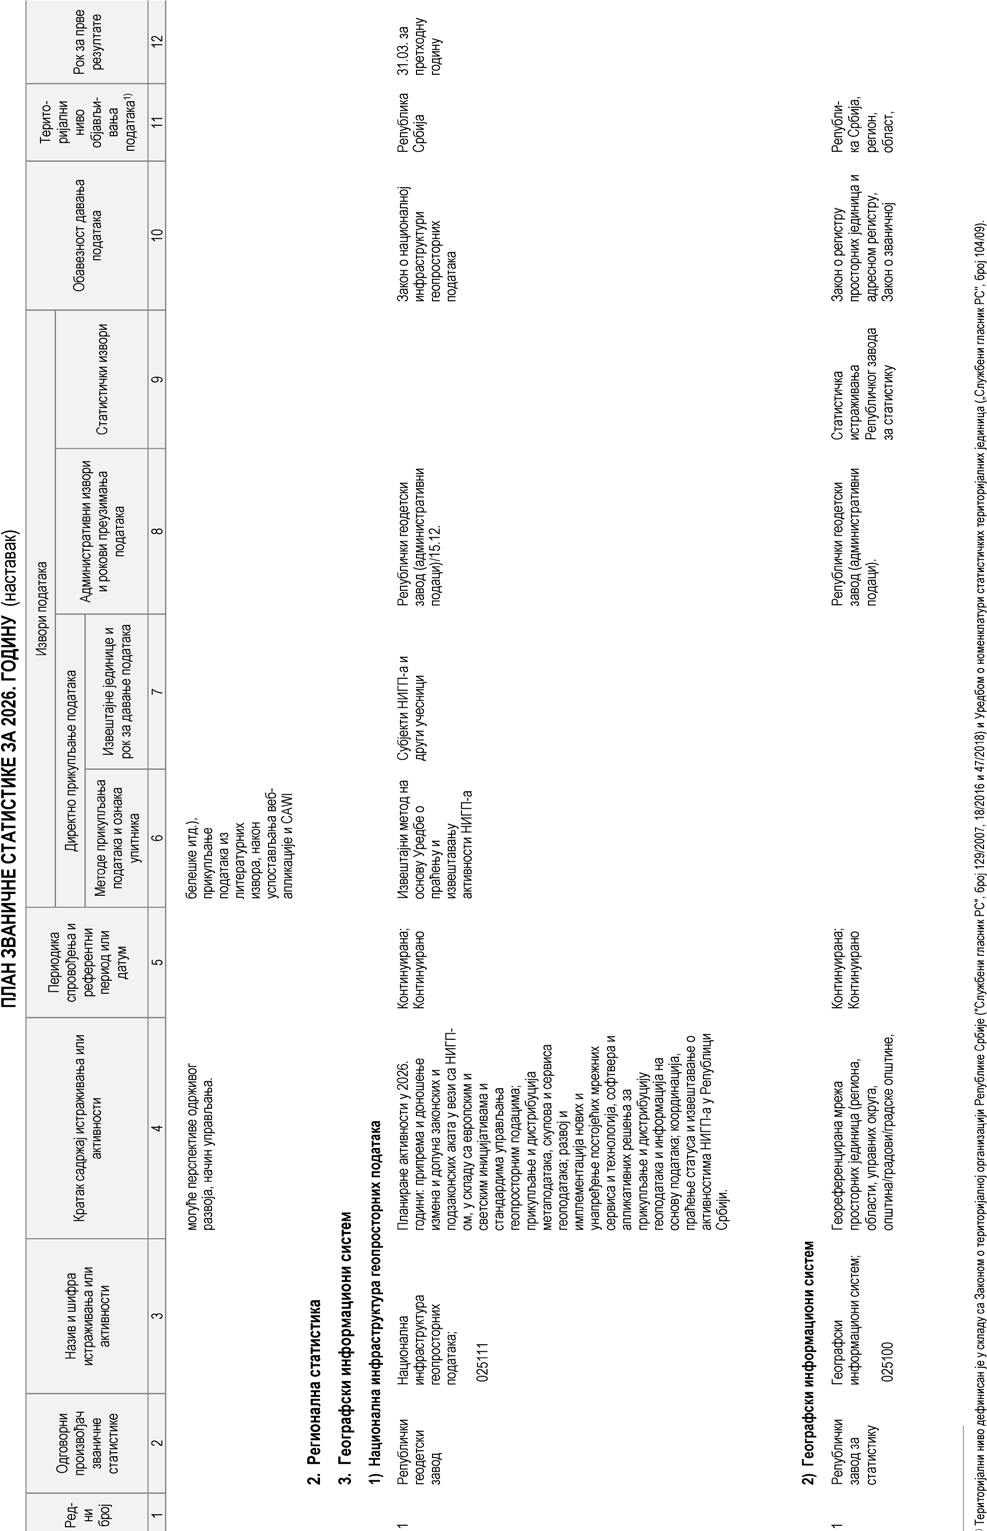 ПЛАН ЗВАНИЧНЕ СТАТИСТИКЕ ЗА 2026. ГОДИНУ (наставак)
Ред-
ни
број
Одговорни
произвођач
званичне
статистике
Назив и шифра
истраживања или
активности
Кратак садржај истраживања или
активности
Периодика
спровођења и
референтни
период или
датум
Извори података
Директно прикупљање података
Методе прикупљања
података и ознака
упитника
Извештајне јединице и
рок за давање података
Административни извори
и рокови преузимања
података
Статистички извори
Обавезност давања
података
Терито-
ријални
ниво
објављи-
вања
података1)
Рок за прве
резултате
1 2 3 4 5 6 7 8 9 10 11 12
могуће перспективе одрживог
развоја, начин управљања.
белешке итд.),
прикупљање
података из
литературних
извора, након
успостављања веб-
апликације и CAWI
2. Регионална статистика
3. Географски информациони систем
1) Национална инфраструктура геопросторних података
1
Републички
геодетски
завод
Национална
инфраструктура
геопросторних
података;
025111
Планиране активности у 2026.
години: припрема и доношење
измена и допуна законских и
подзаконских аката у вези са НИГП-
ом, у складу са европским и
светским иницијативама и
стандардима управљања
геопросторним подацима;
прикупљање и дистрибуција
метаподатака, скупова и сервиса
геоподатака; развој и
имплементација нових и
унапређење постојећих мрежних
сервиса и технологија, софтвера и
апликативних решења за
прикупљање и дистрибуцију
геоподатака и информација на
основу података; координација,
праћење статуса и извештавање о
активностима НИГП-а у Републици
Србији.
Континуирана;
Континуирано
Извештајни метод на
основу Уредбе о
праћењу и
извештавању
активности НИГП-а
Субјекти НИГП-а и
други учесници
Републички геодетски
завод (административни
подаци)/15.12.
Закон о националној
инфраструктури
геопросторних
података
Република
Србија
31.03. за
претходну
годину
2) Географски информациони систем
1
Републички
завод за
статистику
Географски
информациони систем;
025100
Геореференцирана мрежа
просторних јединица (региона,
области, управних округа,
општина/градови/градске општине,
Континуирана;
Континуирано
Републички геодетски
завод (административни
подаци).
Статистичка
истраживања
Републичког завода
за статистику
Закон о регистру
просторних јединица и
адресном регистру,
Закон о званичној
Републи-
ка Србија,
регион,
област,
) Територијални ниво дефинисан је у складу са Законом о територијалној организацији Републике Србије ("Службени гласник РС", број 129/2007, 18/2016 и 47/2018) и Уредбом о номенклатури статистичких територијалних јединица („Службени гласник РС", број 104/09).